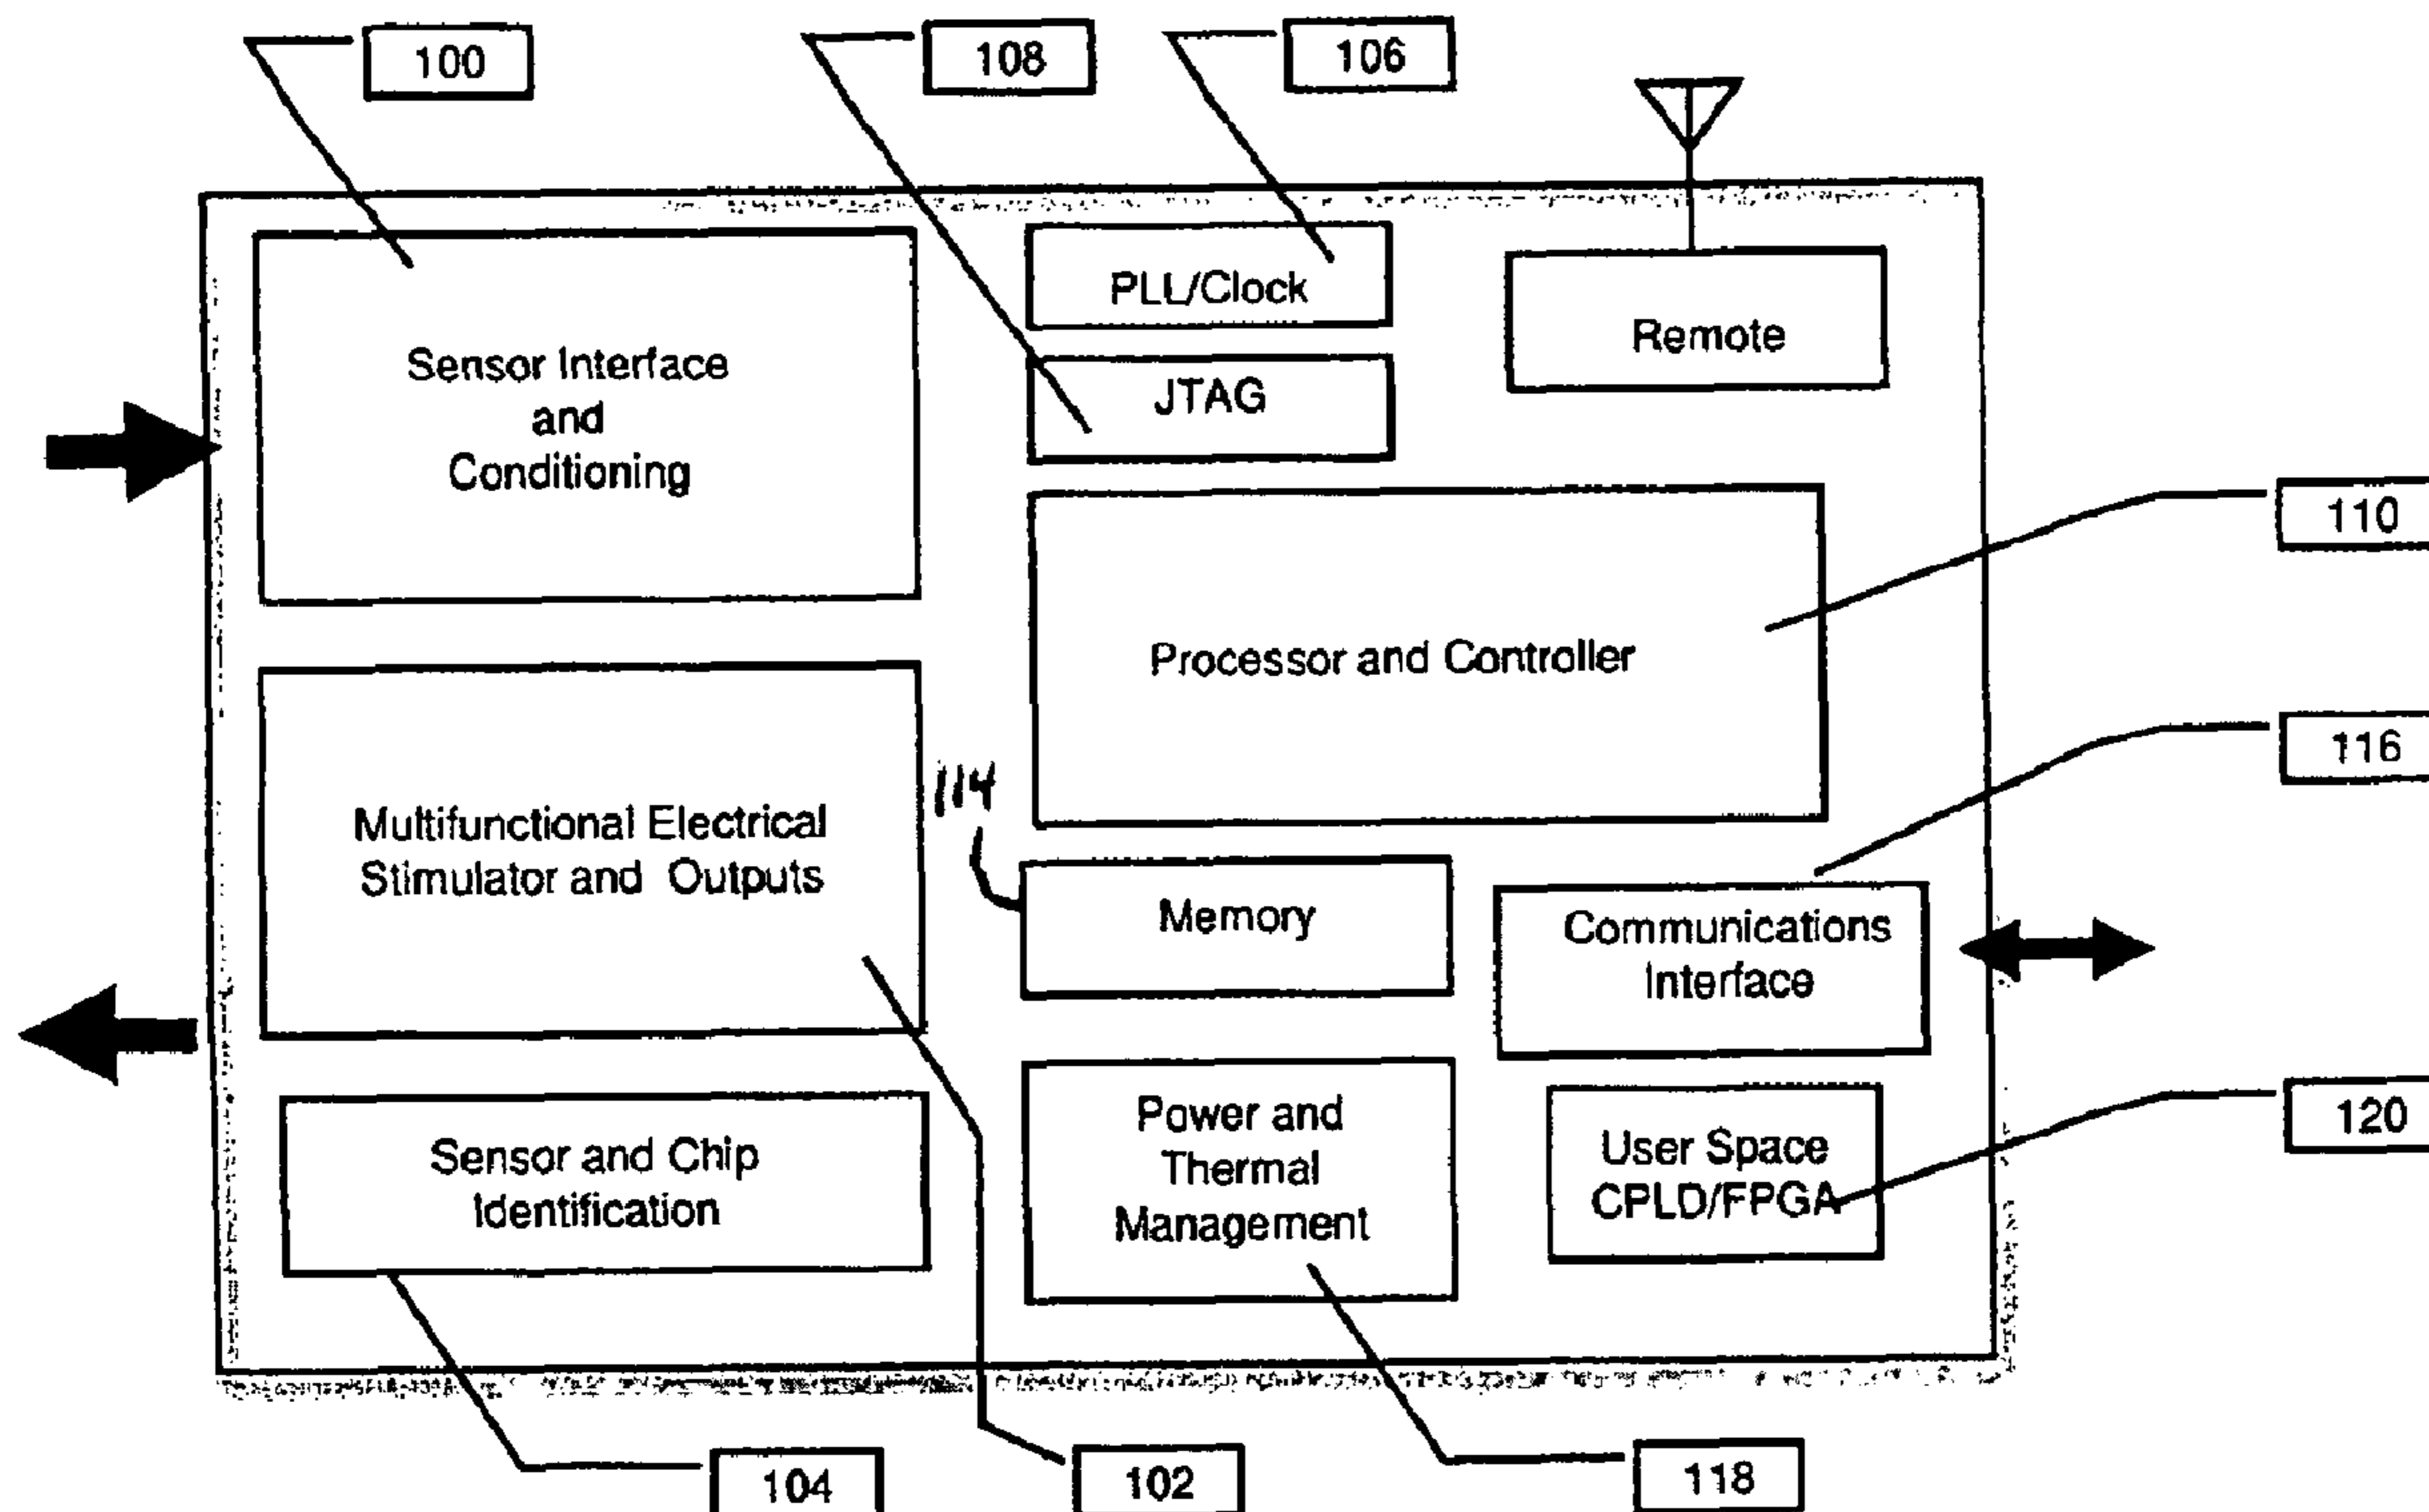 100
108
106
PLL/Clock
Remote
Sensor Interface
and
Conditioning
JTAG
110
Processor and Controller
116
114
Multifunctional Electrical
Stimulator and Outputs
Memory
Communications
Interface
Power and
Thermal
Management
120
User Space
CPLD/FPGA
Sensor and Chip
Identification
104
102
118